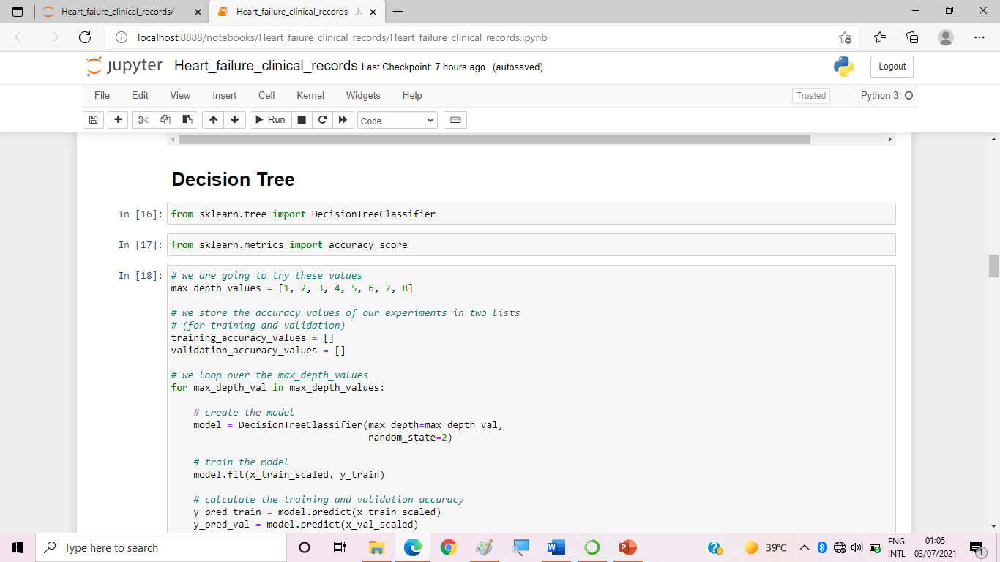 Heart_faiure_clinical_records/
Heart_failure_clinical_records - Ju
localhost:8888/notebooks/Heart_faiure_clinical_records/Heart_failure_clinical_records.ipynb
jupyter Heart_failure_clinical_records Last Checkpoint: 7 hours ago (autosaved)
Logout
File Edit View Insert Cell Kernel Widgets Help
Trusted
Python 3
Run
Code
Decision Tree
In [16]: from sklearn.tree import DecisionTreeClassifier
In [17]: from sklearn.metrics import accuracy_score
In [18]: # we are going to try these values
max_depth_values = [1, 2, 3, 4, 5, 6, 7, 8]
# we store the accuracy values of our experiments in two lists
# (for training and validation)
training_accuracy_values = []
validation_accuracy_values = []
# we loop over the max_depth_values
for max_depth_val in max_depth_values:
# create the model
model = DecisionTreeClassifier(max_depth=max_depth_val,
random_state=2)
# train the model
model.fit(x_train_scaled, y_train)
# calculate the training and validation accuracy
y_pred_train = model.predict(x_train_scaled)
y_pred_val = model.predict(x_val_scaled)
Type here to search
39°C
ENG
INTL
01:05
03/07/2021
1